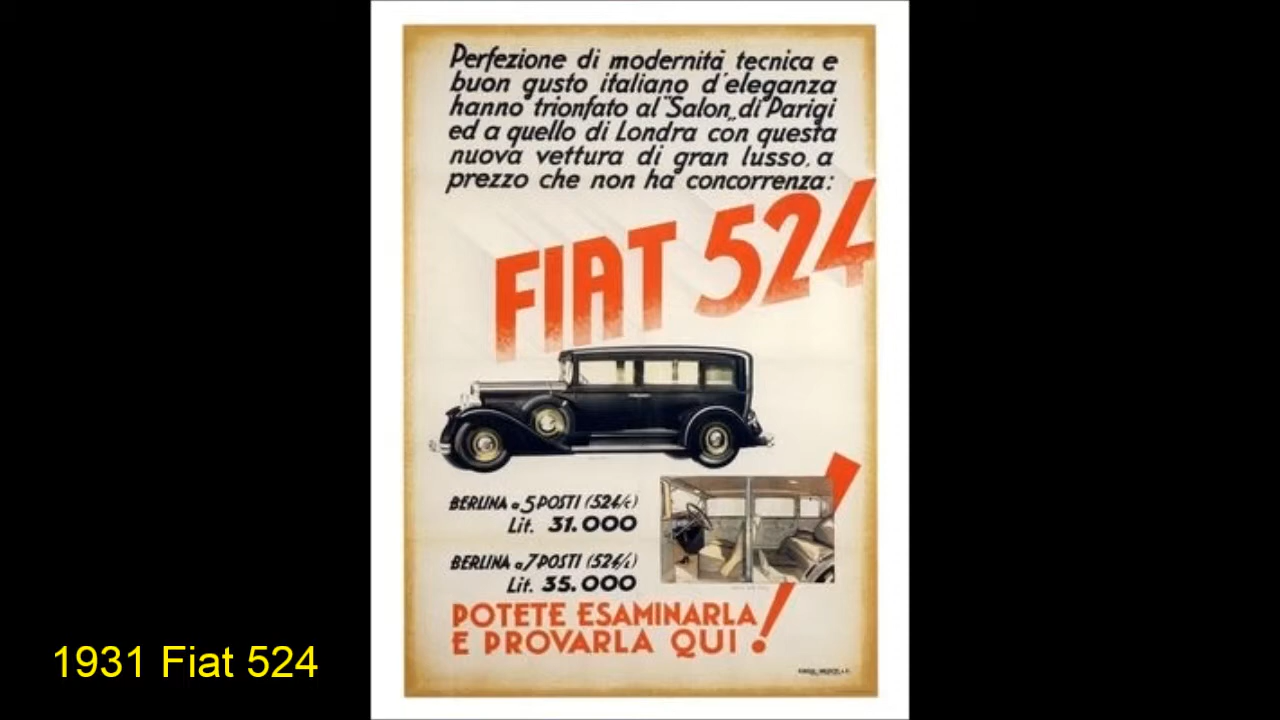 Perfezione di modernità tecnica e
buon gusto italiano d'eleganza
hanno trionfato al "Salon„ di Parigi
ed a quello di Londra con questa
nuova vettura di gran lusso, a
prezzo che non ha concorrenza:
FIAT 524
BERLINA a 5 POSTI (524/c)
Lit. 31.000
BERLINA a 7 POSTI (524/L)
Lit. 35.000
POTETE ESAMINARLA
E PROVARLA QUI!
1931 Fiat 524